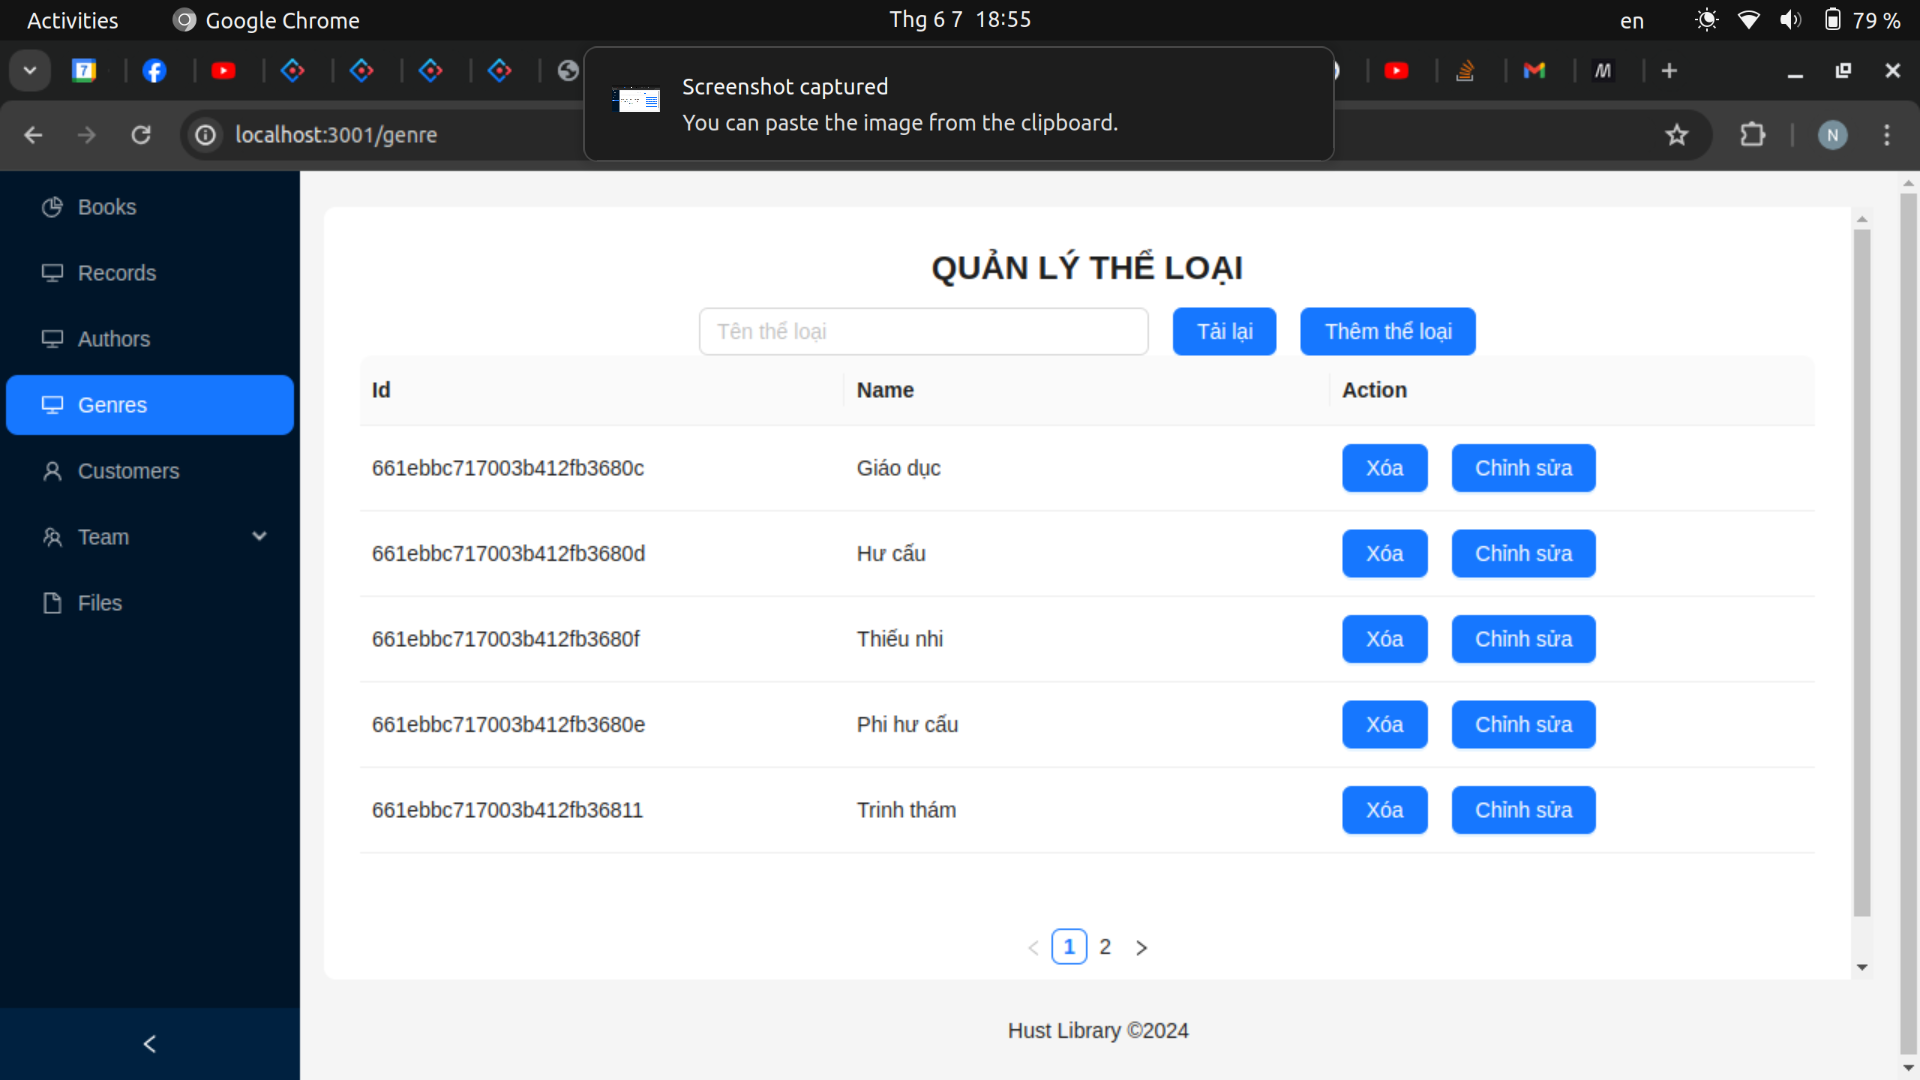 Activities Google Chrome Thg 6 7 18:55 en 79 %
7
Screenshot captured
You can paste the image from the clipboard.
localhost:3001/genre N
Books
Records
Authors
Genres
Customers
Team
Files
QUẢN LÝ THỂ LOẠI
Tên thể loại Tải lại Thêm thể loại
Id Name Action
661ebbc717003b412fb3680c Giáo dục Xóa Chỉnh sửa
661ebbc717003b412fb3680d Hư cấu Xóa Chỉnh sửa
661ebbc717003b412fb3680f Thiếu nhi Xóa Chỉnh sửa
661ebbc717003b412fb3680e Phi hư cấu Xóa Chỉnh sửa
661ebbc717003b412fb36811 Trinh thám Xóa Chỉnh sửa
1 2
Hust Library ©2024